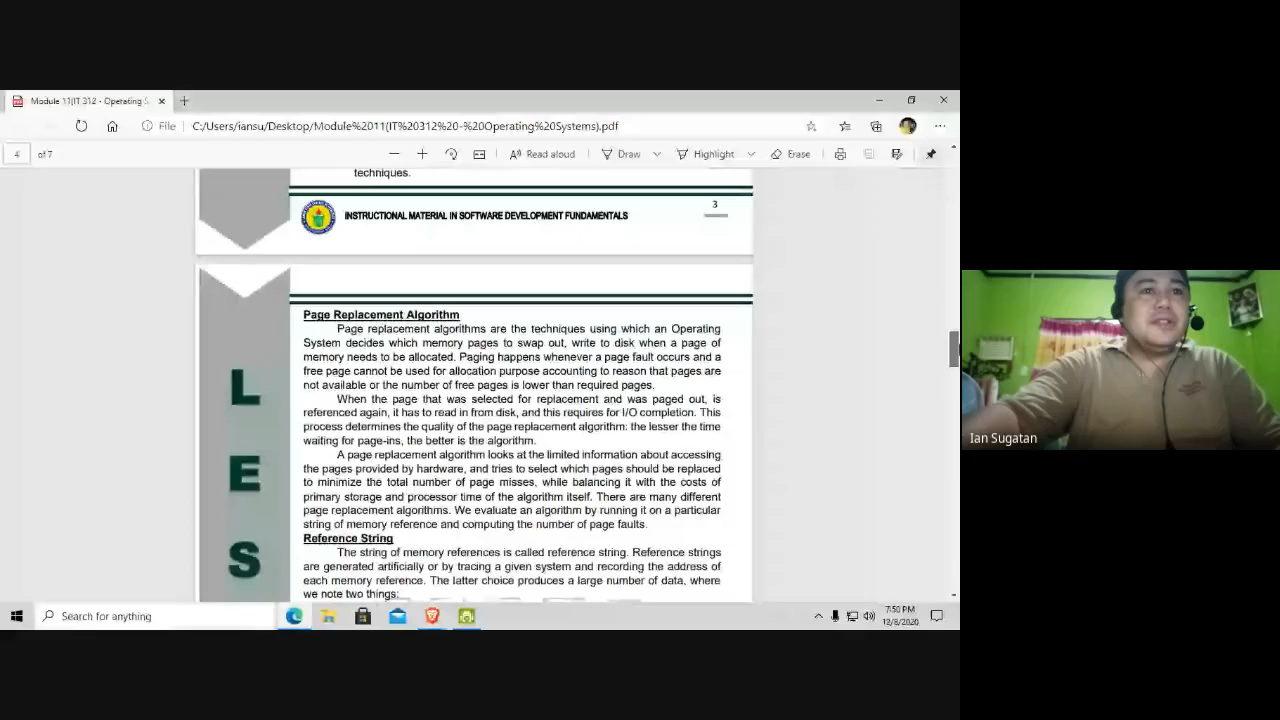 Module 11(IT 312 - Operating S
File
C:/Users/iansu/Desktop/Module%2011(IT%20312%20-%20Operating%20Systems).pdf
4 of 7
Read aloud
Draw
Highlight
Erase
techniques.
INSTRUCTIONAL MATERIAL IN SOFTWARE DEVELOPMENT FUNDAMENTALS
3
Page Replacement Algorithm
Page replacement algorithms are the techniques using which an Operating
System decides which memory pages to swap out, write to disk when a page of
memory needs to be allocated. Paging happens whenever a page fault occurs and a
free page cannot be used for allocation purpose accounting to reason that pages are
not available or the number of free pages is lower than required pages.
When the page that was selected for replacement and was paged out, is
referenced again, it has to read in from disk, and this requires for I/O completion. This
process determines the quality of the page replacement algorithm: the lesser the time
waiting for page-ins, the better is the algorithm.
A page replacement algorithm looks at the limited information about accessing
the pages provided by hardware, and tries to select which pages should be replaced
to minimize the total number of page misses, while balancing it with the costs of
primary storage and processor time of the algorithm itself. There are many different
page replacement algorithms. We evaluate an algorithm by running it on a particular
string of memory reference and computing the number of page faults.
Reference String
The string of memory references is called reference string. Reference strings
are generated artificially or by tracing a given system and recording the address of
each memory reference. The latter choice produces a large number of data, where
we note two things:
L
E
S
Search for anything
7:50 PM
12/8/2020
Ian Sugatan